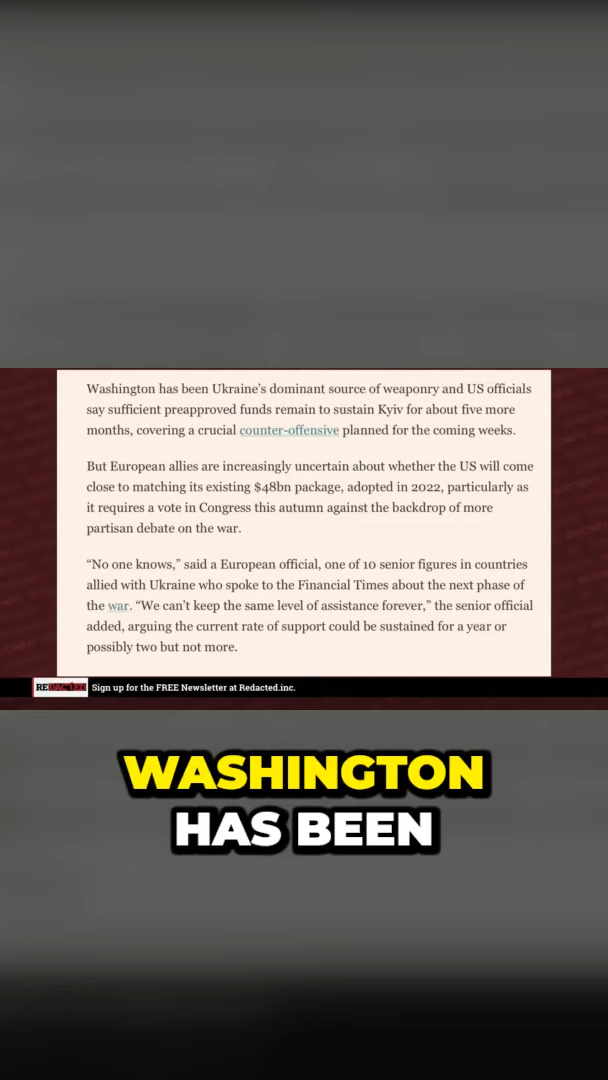 Washington has been Ukraine’s dominant source of weaponry and US officials
say sufficient preapproved funds remain to sustain Kyiv for about five more
months, covering a crucial counter-offensive planned for the coming weeks.
But European allies are increasingly uncertain about whether the US will come
close to matching its existing $48bn package, adopted in 2022, particularly as
it requires a vote in Congress this autumn against the backdrop of more
partisan debate on the war.
“No one knows,” said a European official, one of 10 senior figures in countries
allied with Ukraine who spoke to the Financial Times about the next phase of
the war. “We can’t keep the same level of assistance forever,” the senior official
added, arguing the current rate of support could be sustained for a year or
possibly two but not more.
REDACTED Sign up for the FREE Newsletter at Redacted.inc.
WASHINGTON
HAS BEEN